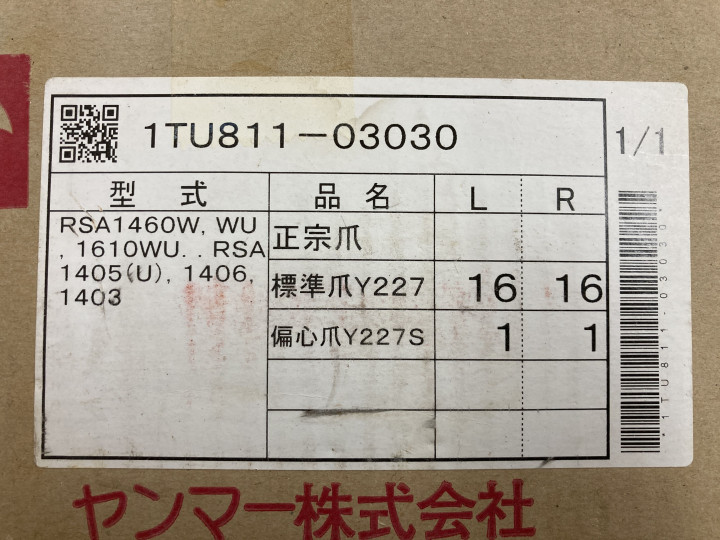 1TU811-03030
1/1
型 式
品 名
L
R
RSA1460W, WU
, 1610WU. . RSA
1405(U), 1406,
1403
正宗爪
標準爪Y227
16
16
偏心爪Y227S
1
1
*1TU811-03030*
ヤンマー株式会社